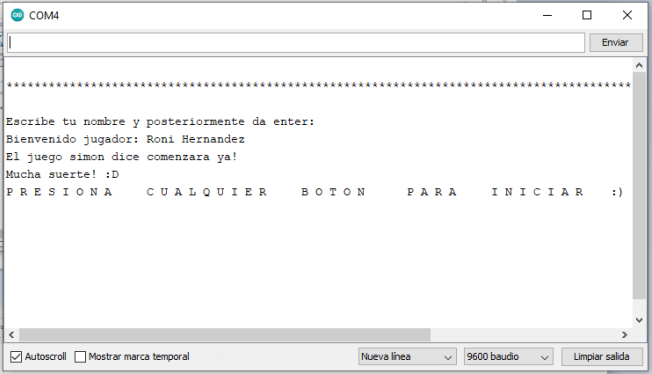 COM4
Enviar
******************************************************************************************
Escribe tu nombre y posteriormente da enter:
Bienvenido jugador: Roni Hernandez
El juego simon dice comenzara ya!
Mucha suerte! :D
P R E S I O N A     C U A L Q U I E R     B O T O N     P A R A     I N I C I A R     :)
Autoscroll Mostrar marca temporal Nueva línea 9600 baudio Limpiar salida